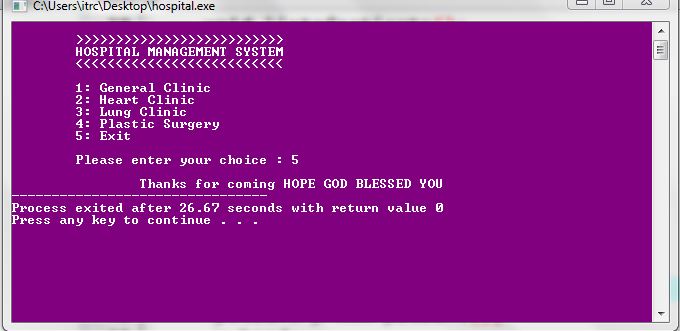 C:\Users\itrc\Desktop\hospital.exe
>>>>>>>>>>>>>>>>>>>>>>>>>>
HOSPITAL MANAGEMENT SYSTEM
<<<<<<<<<<<<<<<<<<<<<<<<<<
1: General Clinic
2: Heart Clinic
3: Lung Clinic
4: Plastic Surgery
5: Exit
Please enter your choice : 5
Thanks for coming HOPE GOD BLESSED YOU
--------------------------------
Process exited after 26.67 seconds with return value 0
Press any key to continue . . .